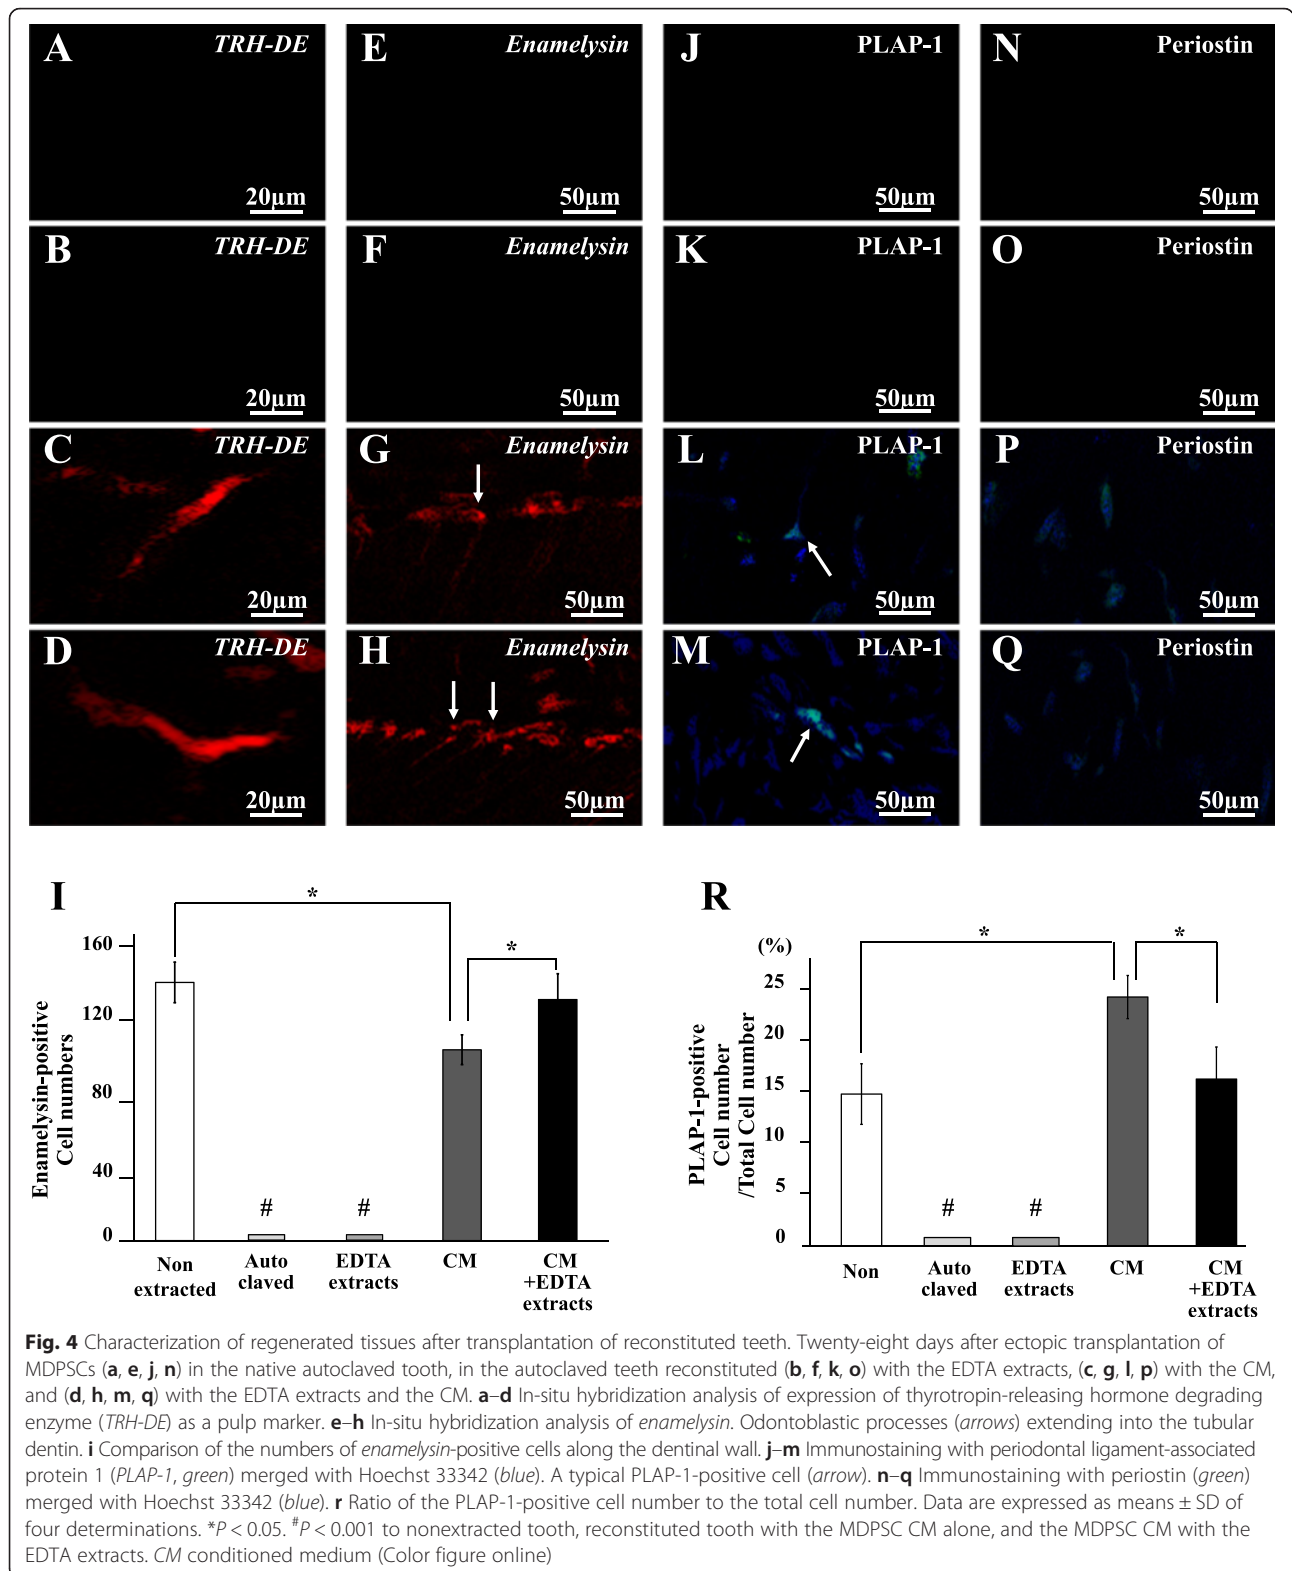 A TRH-DE E Enamelysin J PLAP-1 N Periostin
20µm 50µm 50µm 50µm
B TRH-DE F Enamelysin K PLAP-1 O Periostin
20µm 50µm 50µm 50µm
C TRH-DE G Enamelysin L PLAP-1 P Periostin
20µm 50µm 50µm 50µm
D TRH-DE H Enamelysin M PLAP-1 Q Periostin
20µm 50µm 50µm 50µm
I
Enamelysin-positive
Cell numbers
160
120
80
40
0
*
*
# #
Non
extracted
Auto
claved
EDTA
extracts
CM
CM
+EDTA
extracts
R
(%)
PLAP-1-positive
Cell number
/Total Cell number
25
20
15
10
5
0
*
*
# #
Non
Auto
claved
EDTA
extracts
CM
CM
+EDTA
extracts
Fig. 4 Characterization of regenerated tissues after transplantation of reconstituted teeth. Twenty-eight days after ectopic transplantation of
MDPSCs (a, e, j, n) in the native autoclaved tooth, in the autoclaved teeth reconstituted (b, f, k, o) with the EDTA extracts, (c, g, l, p) with the CM,
and (d, h, m, q) with the EDTA extracts and the CM. a–d In-situ hybridization analysis of expression of thyrotropin-releasing hormone degrading
enzyme (TRH-DE) as a pulp marker. e–h In-situ hybridization analysis of enamelysin. Odontoblastic processes (arrows) extending into the tubular
dentin. i Comparison of the numbers of enamelysin-positive cells along the dentinal wall. j–m Immunostaining with periodontal ligament-associated
protein 1 (PLAP-1, green) merged with Hoechst 33342 (blue). A typical PLAP-1-positive cell (arrow). n–q Immunostaining with periostin (green)
merged with Hoechst 33342 (blue). r Ratio of the PLAP-1-positive cell number to the total cell number. Data are expressed as means ± SD of
four determinations. *P < 0.05. #P < 0.001 to nonextracted tooth, reconstituted tooth with the MDPSC CM alone, and the MDPSC CM with the
EDTA extracts. CM conditioned medium (Color figure online)